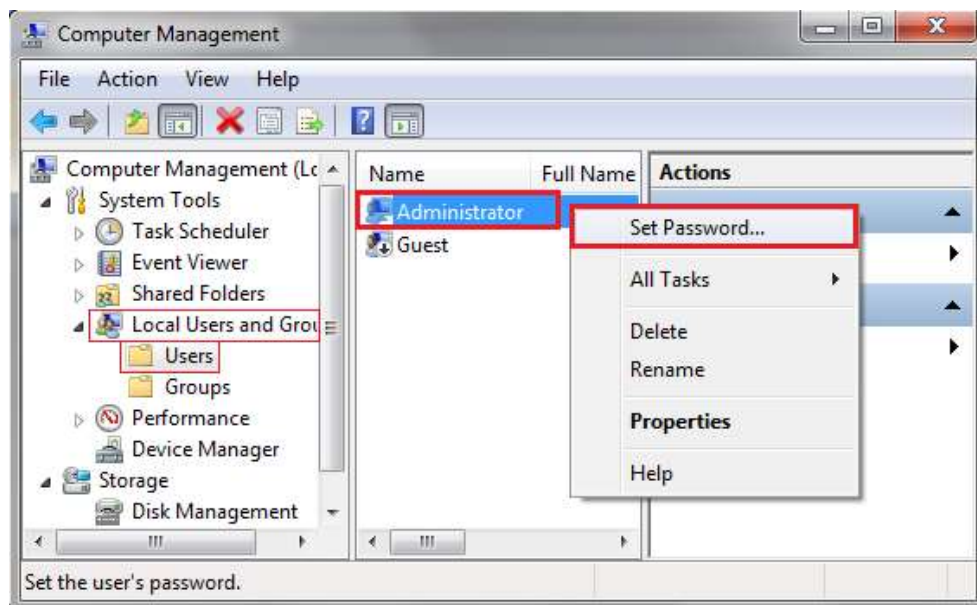 Computer Management
File Action View Help
Computer Management (Lc
System Tools
Task Scheduler
Event Viewer
Shared Folders
Local Users and Grou
Users
Groups
Performance
Device Manager
Storage
Disk Management
Name Full Name
Administrator
Guest
Actions
Set Password...
All Tasks
Delete
Rename
Properties
Help
Set the user's password.